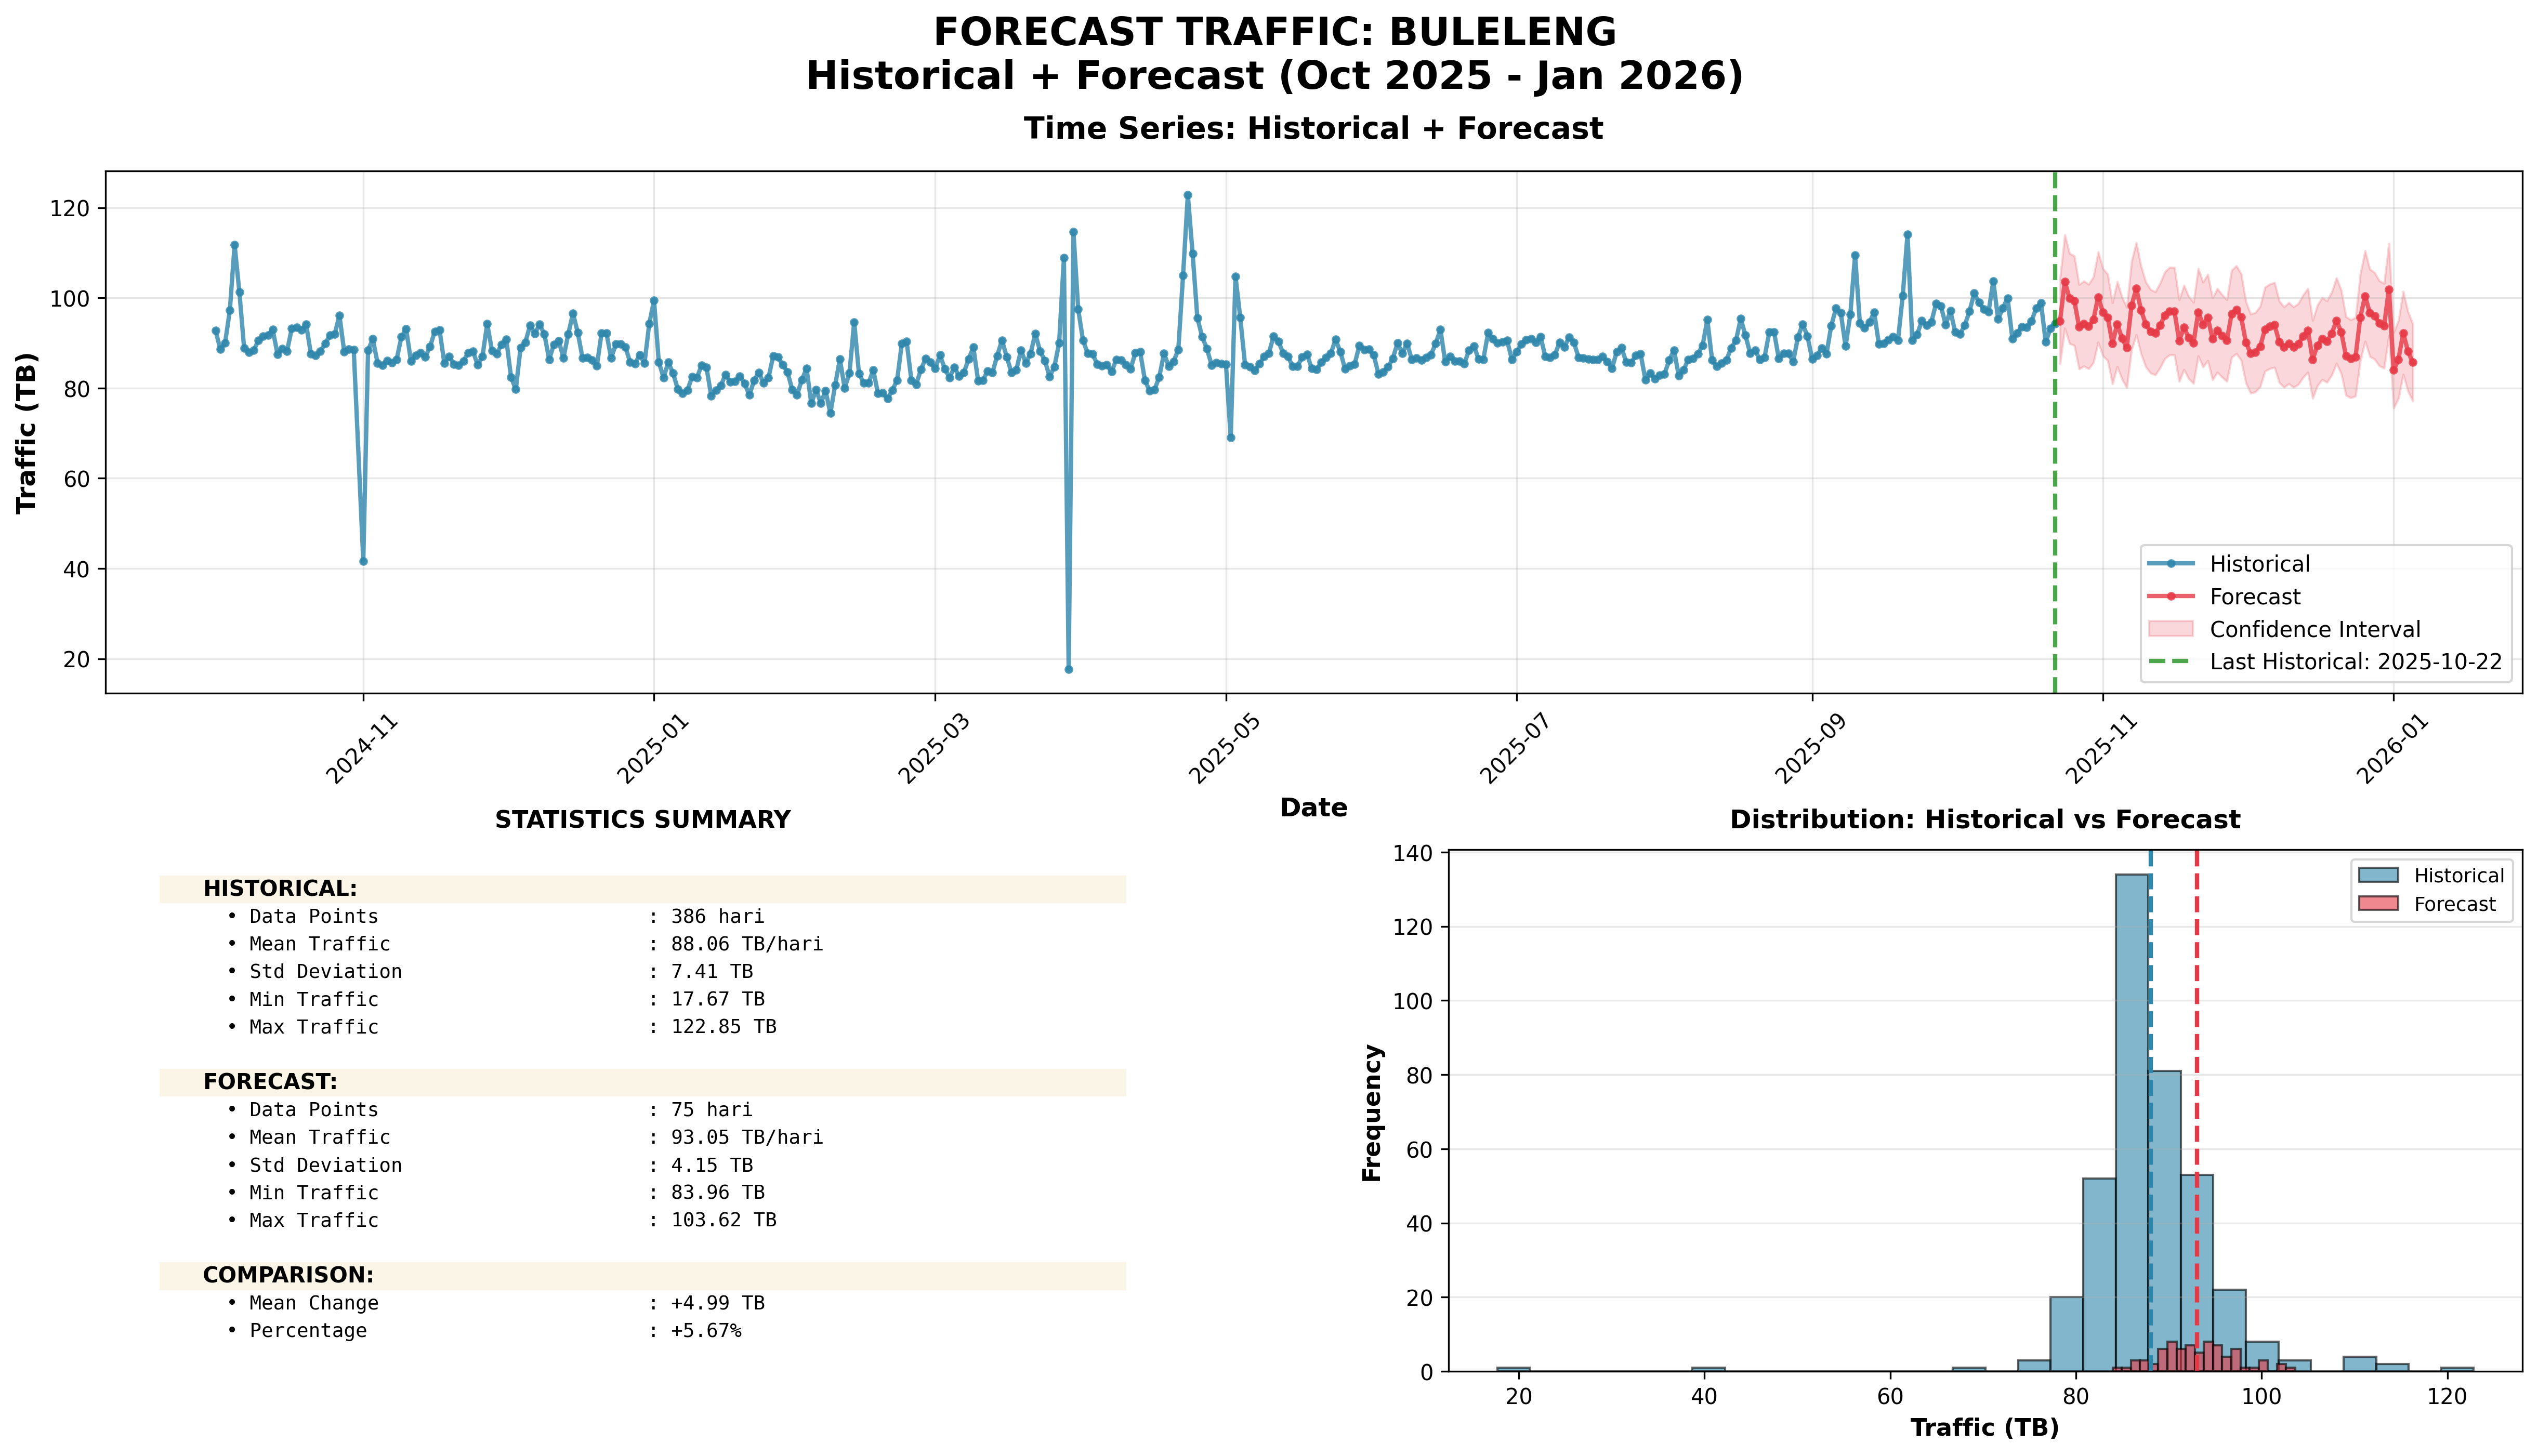 FORECAST TRAFFIC: BULELENG
Historical + Forecast (Oct 2025 - Jan 2026)
Time Series: Historical + Forecast
Traffic (TB)
120
100
80
60
40
20
Historical
Forecast
Confidence Interval
Last Historical: 2025-10-22
2024-11
2025-01
2025-03
2025-05
2025-07
2025-09
2025-11
2026-01
Date
STATISTICS SUMMARY
HISTORICAL:
• Data Points : 386 hari
• Mean Traffic : 88.06 TB/hari
• Std Deviation : 7.41 TB
• Min Traffic : 17.67 TB
• Max Traffic : 122.85 TB
FORECAST:
• Data Points : 75 hari
• Mean Traffic : 93.05 TB/hari
• Std Deviation : 4.15 TB
• Min Traffic : 83.96 TB
• Max Traffic : 103.62 TB
COMPARISON:
• Mean Change : +4.99 TB
• Percentage : +5.67%
Distribution: Historical vs Forecast
Frequency
140
120
100
80
60
40
20
0
Historical
Forecast
20
40
60
80
100
120
Traffic (TB)